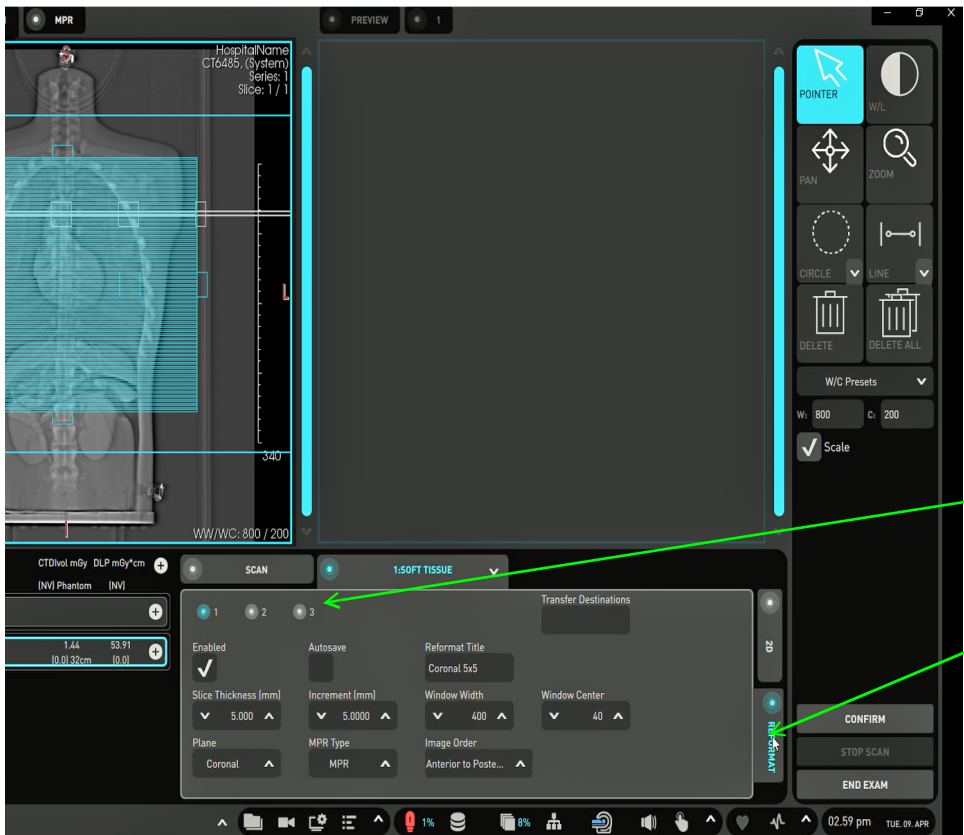 MPR
PREVIEW
1
HospitalName
CT6485, (System)
Series: 1
Slice: 1 / 1
L
340
WW/WC: 800 / 200
POINTER
W/L
PAN
ZOOM
CIRCLE
LINE
DELETE
DELETE ALL
W/C Presets
W: 800
C: 200
Scale
CTDIvol mGy DLP mGy*cm
(NV) Phantom (NV)
1.44 53.91
(0.0) 32cm (0.0)
SCAN
1:SOFT TISSUE
1 2 3
Transfer Destinations
Enabled
Autosave
Reformat Title
Coronal 5x5
Slice Thickness (mm)
Increment (mm)
Window Width
Window Center
5.000
5.0000
400
40
Plane
MPR Type
Image Order
Coronal
MPR
Anterior to Poste...
2D
REFORMAT
CONFIRM
STOP SCAN
END EXAM
1%
8%
02.59 pm TUE. 09. APR